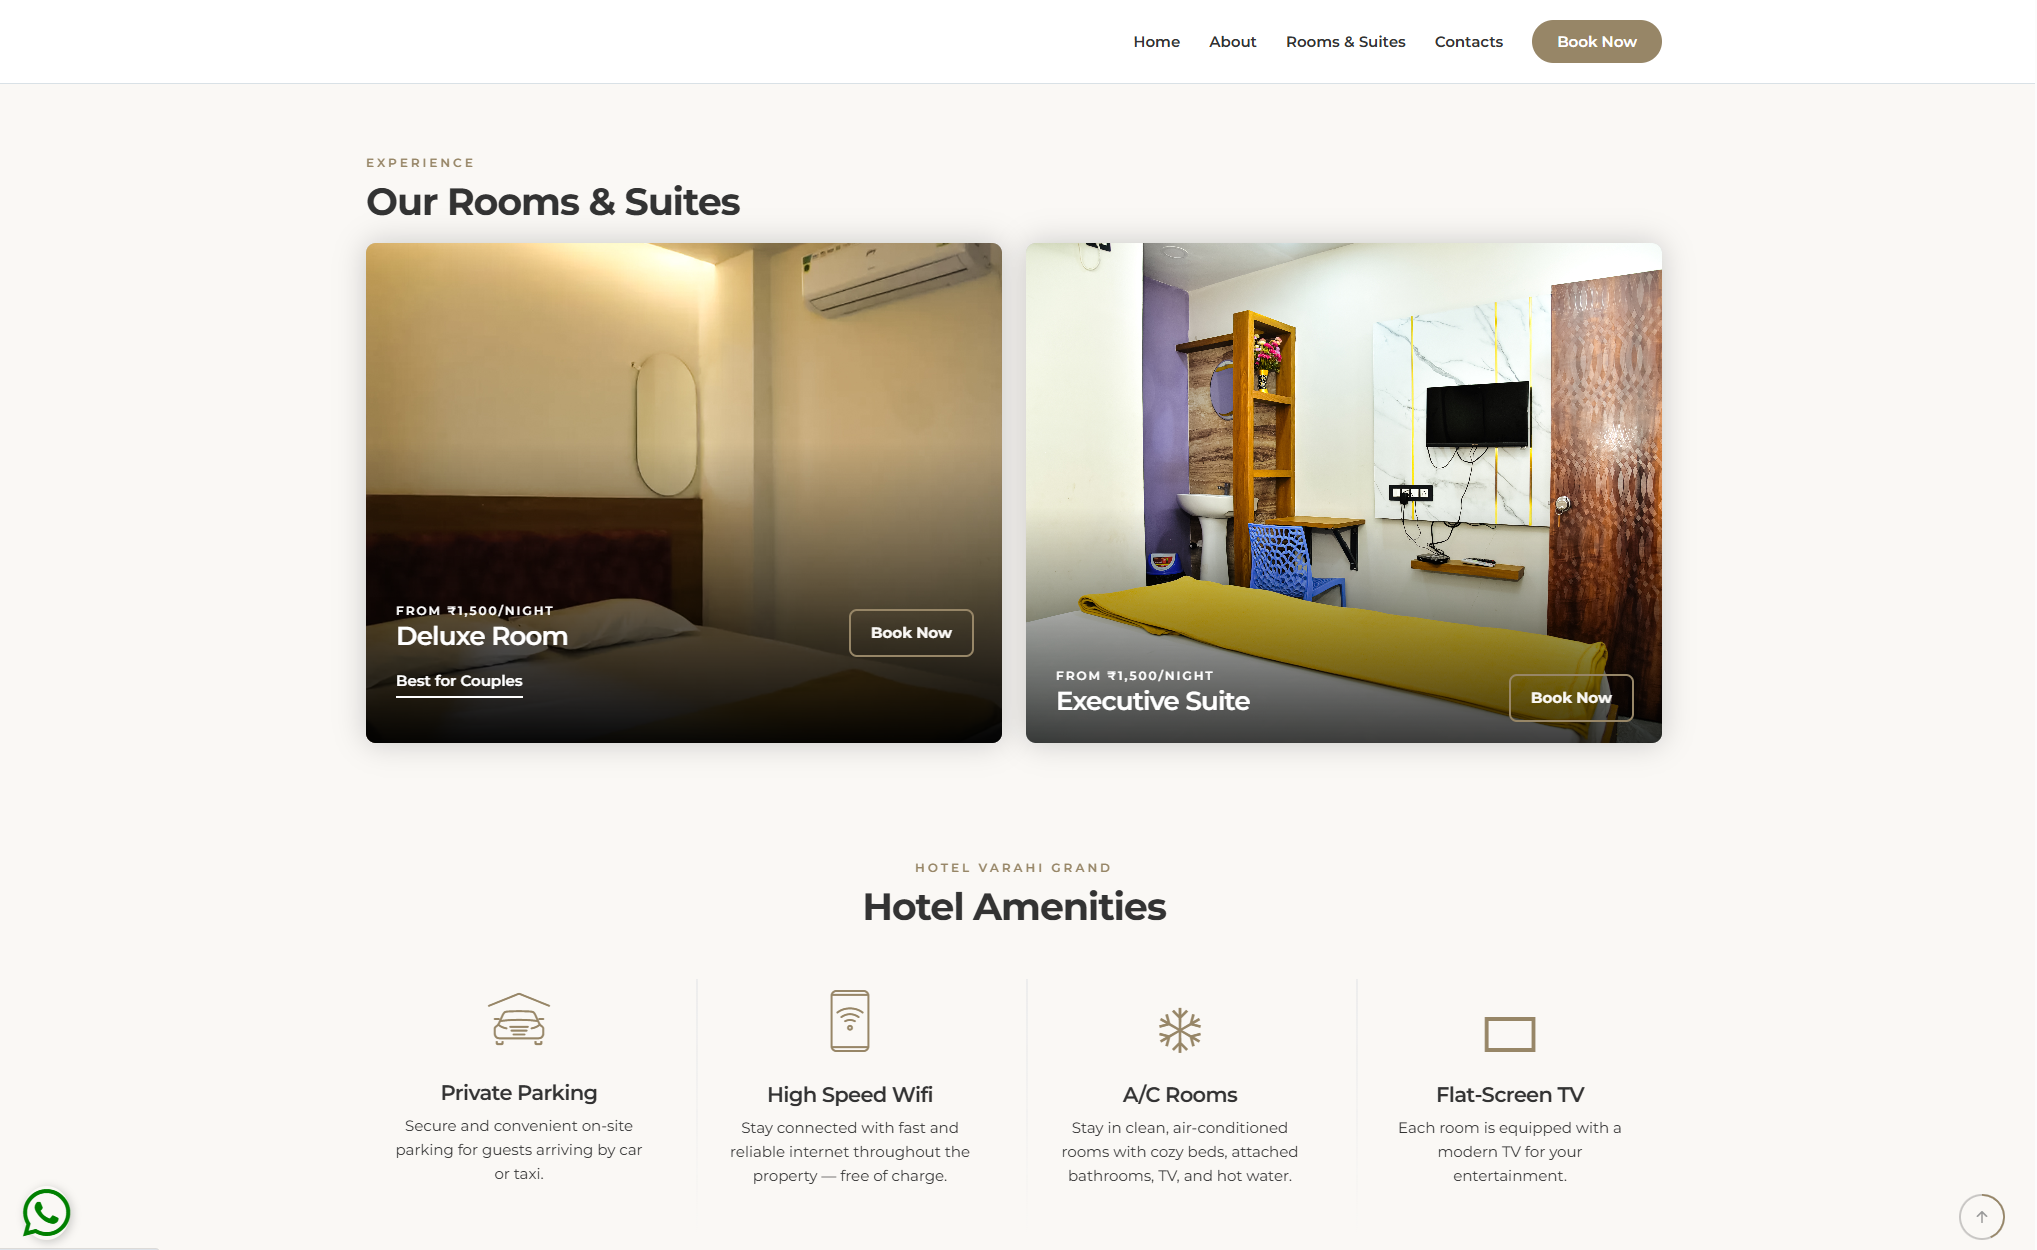 Home About Rooms & Suites Contacts Book Now
EXPERIENCE
Our Rooms & Suites
FROM ₹1,500/NIGHT
Deluxe Room
Book Now
Best for Couples
FROM ₹1,500/NIGHT
Executive Suite
Book Now
HOTEL VARAHI GRAND
Hotel Amenities
Private Parking
Secure and convenient on-site
parking for guests arriving by car
or taxi.
High Speed Wifi
Stay connected with fast and
reliable internet throughout the
property — free of charge.
A/C Rooms
Stay in clean, air-conditioned
rooms with cozy beds, attached
bathrooms, TV, and hot water.
Flat-Screen TV
Each room is equipped with a
modern TV for your
entertainment.